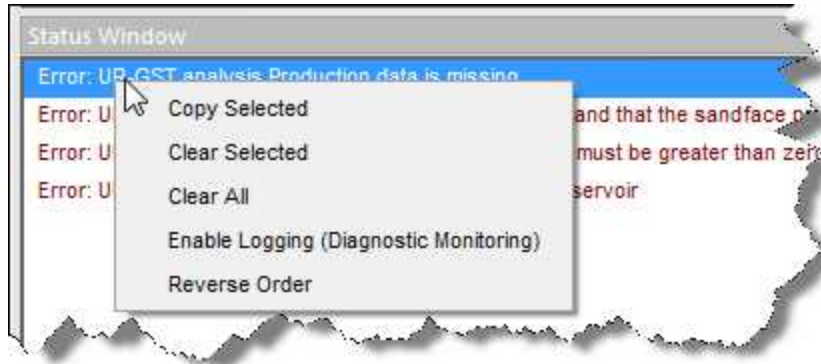 Status Window
Error: UR-GST analysis Production data is missing
Error: U
and that the sandface
Error: U
must be greater than zero
Error: U
servoir
Copy Selected
Clear Selected
Clear All
Enable Logging (Diagnostic Monitoring)
Reverse Order